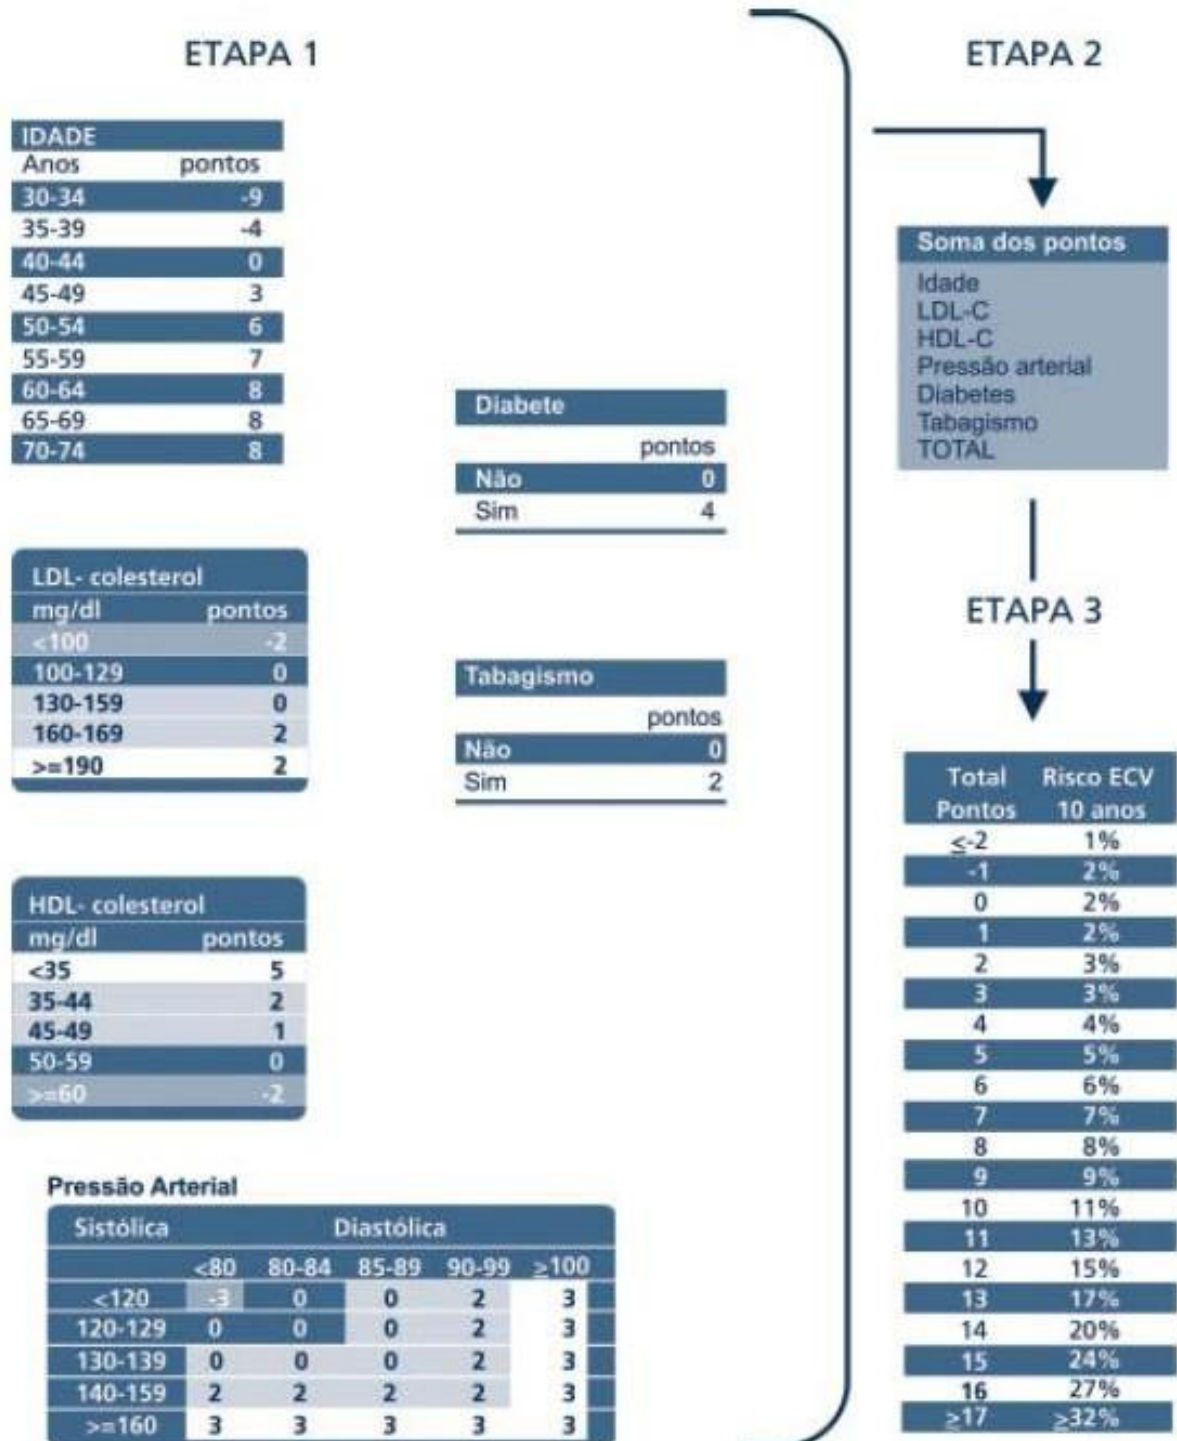 ETAPA 1
IDADE
Anos pontos
30-34 -9
35-39 -4
40-44 0
45-49 3
50-54 6
55-59 7
60-64 8
65-69 8
70-74 8
LDL- colesterol
mg/dl pontos
<100 -2
100-129 0
130-159 0
160-169 2
>=190 2
HDL- colesterol
mg/dl pontos
<35 5
35-44 2
45-49 1
50-59 0
>=60 -2
Diabete
pontos
Não 0
Sim 4
Tabagismo
pontos
Não 0
Sim 2
Pressão Arterial
Sistólica Diastólica
<80 80-84 85-89 90-99 ≥100
<120 -3 0 0 2 3
120-129 0 0 0 2 3
130-139 0 0 0 2 3
140-159 2 2 2 2 3
>=160 3 3 3 3 3
ETAPA 2
Soma dos pontos
Idade
LDL-C
HDL-C
Pressão arterial
Diabetes
Tabagismo
TOTAL
ETAPA 3
Total Risco ECV
Pontos 10 anos
≤-2 1%
-1 2%
0 2%
1 2%
2 3%
3 3%
4 4%
5 5%
6 6%
7 7%
8 8%
9 9%
10 11%
11 13%
12 15%
13 17%
14 20%
15 24%
16 27%
≥17 ≥32%